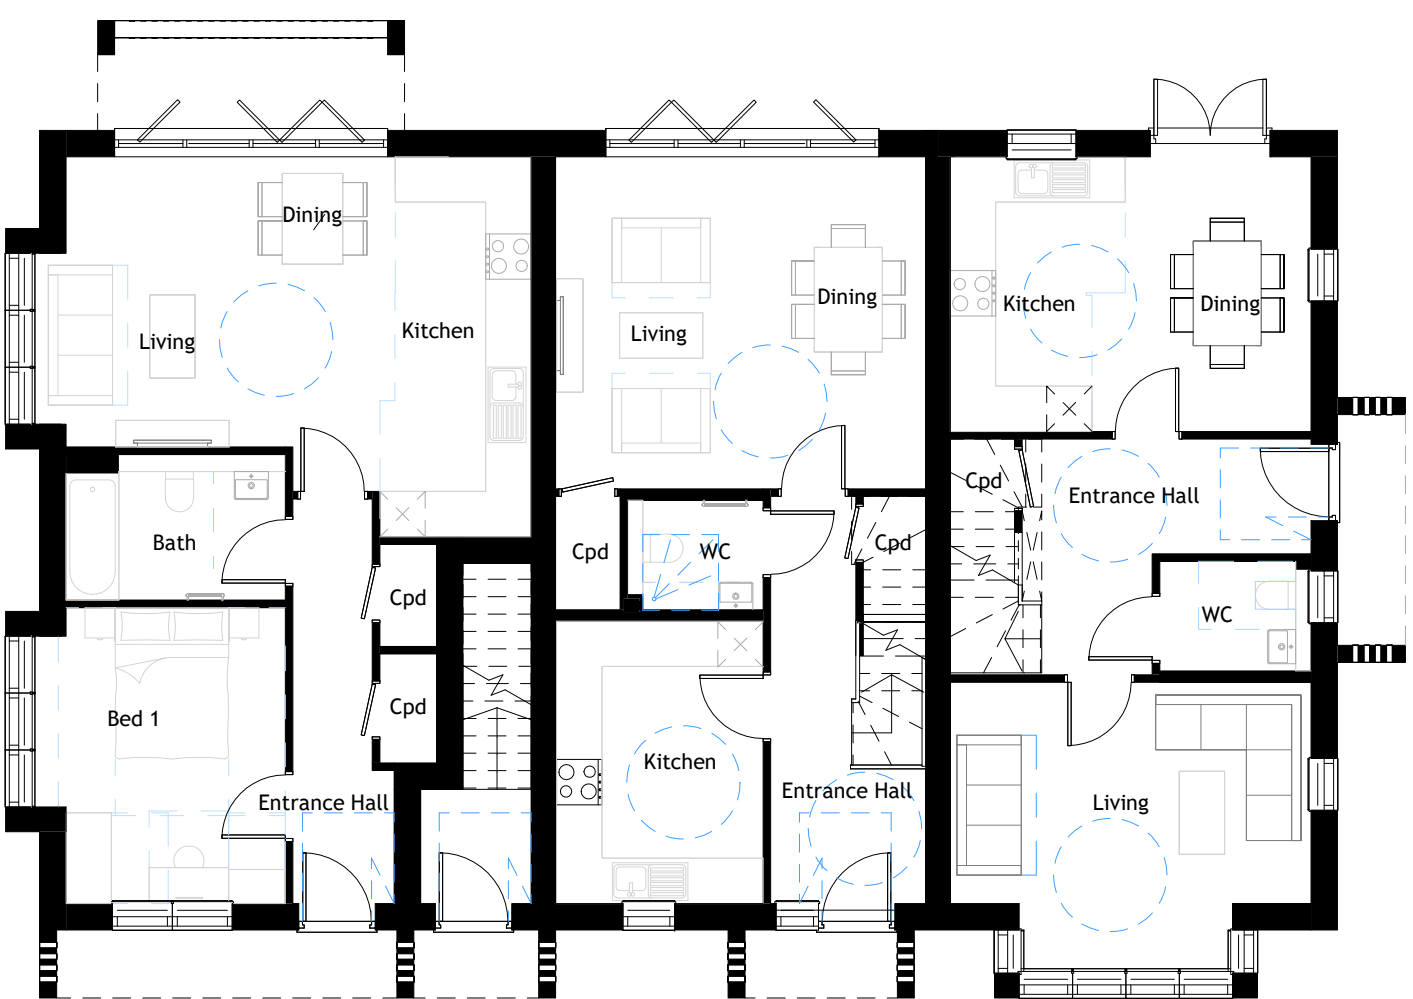 Dining
Living
Kitchen
Bath
Cpd
Bed 1
Cpd
Entrance Hall
Dining
Living
Cpd
WC
Cpd
Kitchen
Entrance Hall
Kitchen
Dining
Cpd
Entrance Hall
WC
Living